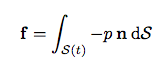 f = ∫_{𝒮(t)} −p n d𝒮